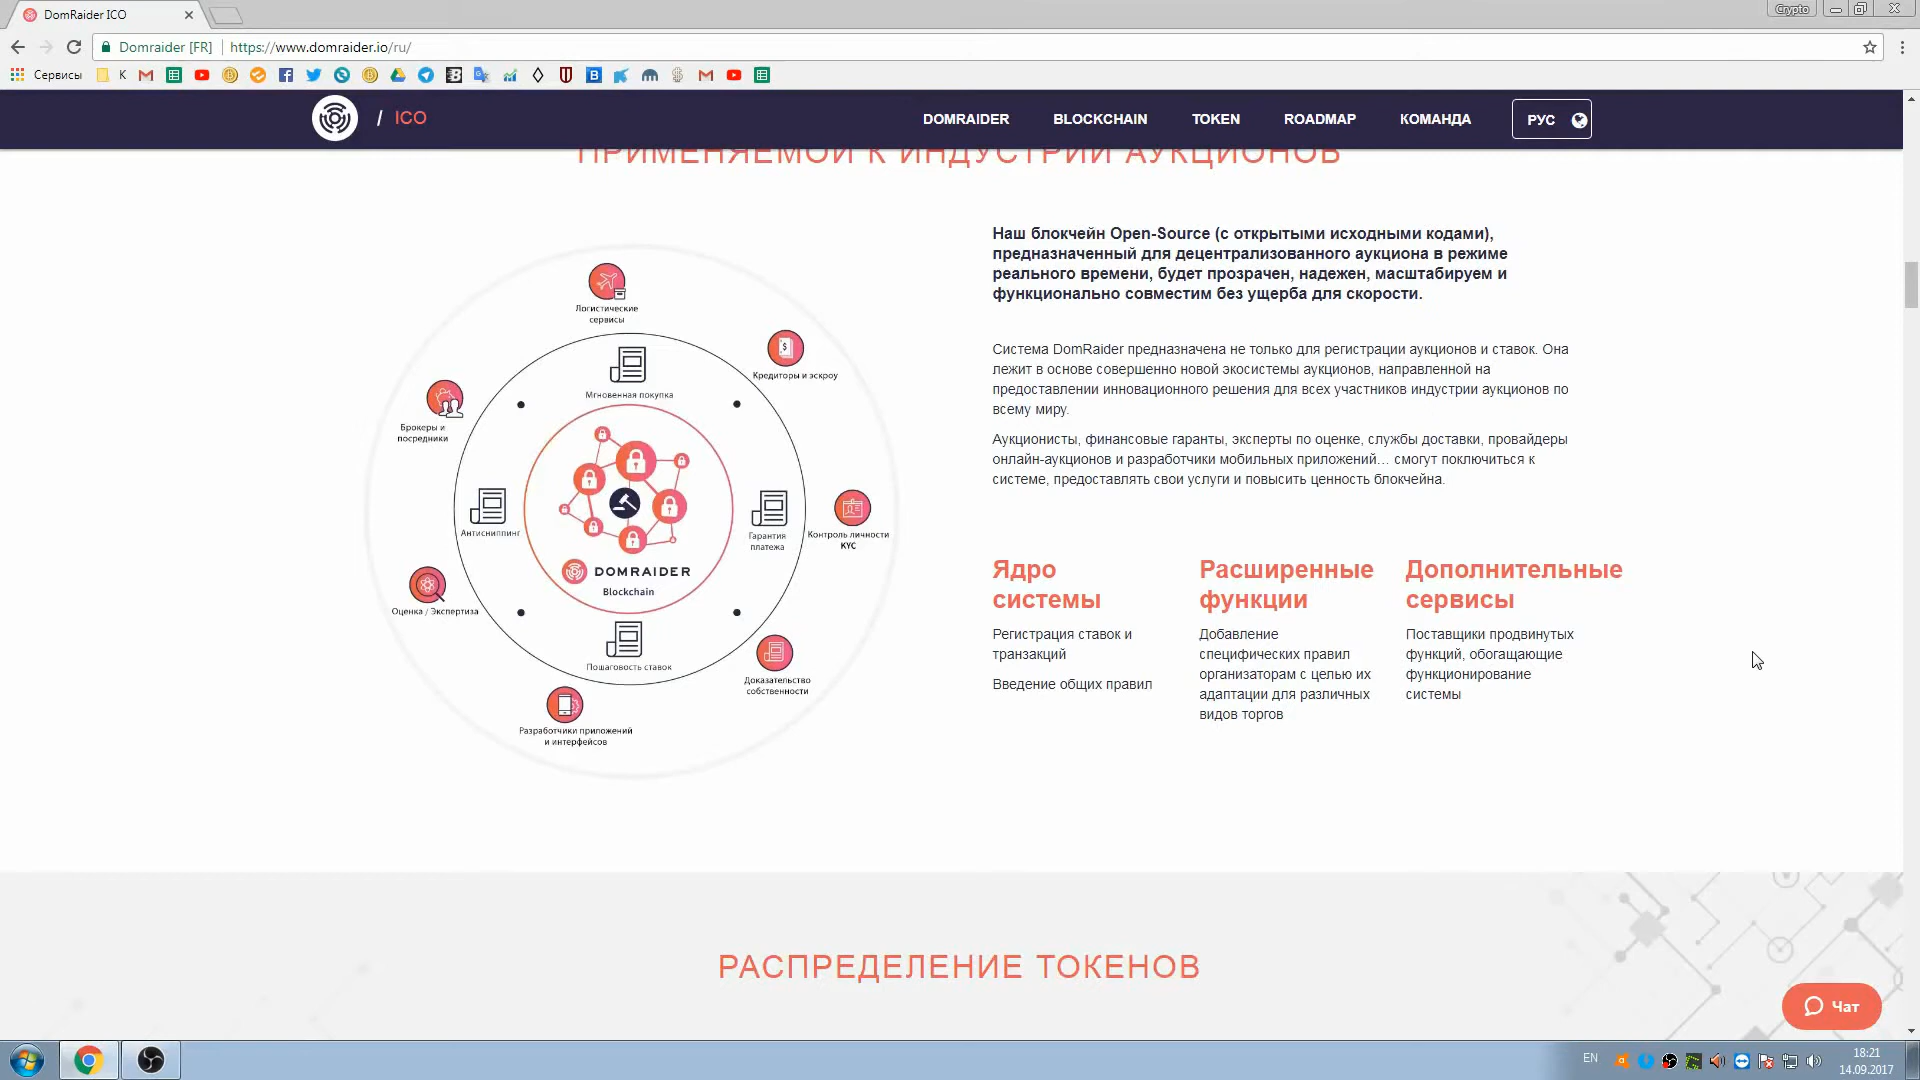 DomRaider ICO
Crypto
Domraider [FR]
https://www.domraider.io/ru/
Сервисы
K
/ ICO
DOMRAIDER
BLOCKCHAIN
TOKEN
ROADMAP
КОМАНДА
РУС
ПРИМЕНЯЕМОЙ К ИНДУСТРИИ АУКЦИОНОВ
Логистические
сервисы
Кредиторы и эскроу
Мгновенная покупка
Брокеры и
посредники
Антиснипинг
Гарантия
платежа
Контроль личности
KYC
DOMRAIDER
Blockchain
Оценка / Экспертиза
Пошаговость ставок
Доказательство
собственности
Разработчики приложений
и интерфейсов
Наш блокчейн Open-Source (с открытыми исходными кодами),
предназначенный для децентрализованного аукциона в режиме
реального времени, будет прозрачен, надежен, масштабируем и
функционально совместим без ущерба для скорости.
Система DomRaider предназначена не только для регистрации аукционов и ставок. Она
лежит в основе совершенно новой экосистемы аукционов, направленной на
предоставлении инновационного решения для всех участников индустрии аукционов по
всему миру.
Аукционисты, финансовые гаранты, эксперты по оценке, службы доставки, провайдеры
онлайн-аукционов и разработчики мобильных приложений… смогут поключиться к
системе, предоставлять свои услуги и повысить ценность блокчейна.
Ядро
системы
Регистрация ставок и
транзакций
Введение общих правил
Расширенные
функции
Добавление
специфических правил
организаторам с целью их
адаптации для различных
видов торгов
Дополнительные
сервисы
Поставщики продвинутых
функций, обогащающие
функционирование
системы
РАСПРЕДЕЛЕНИЕ ТОКЕНОВ
Чат
EN
18:21
14.09.2017